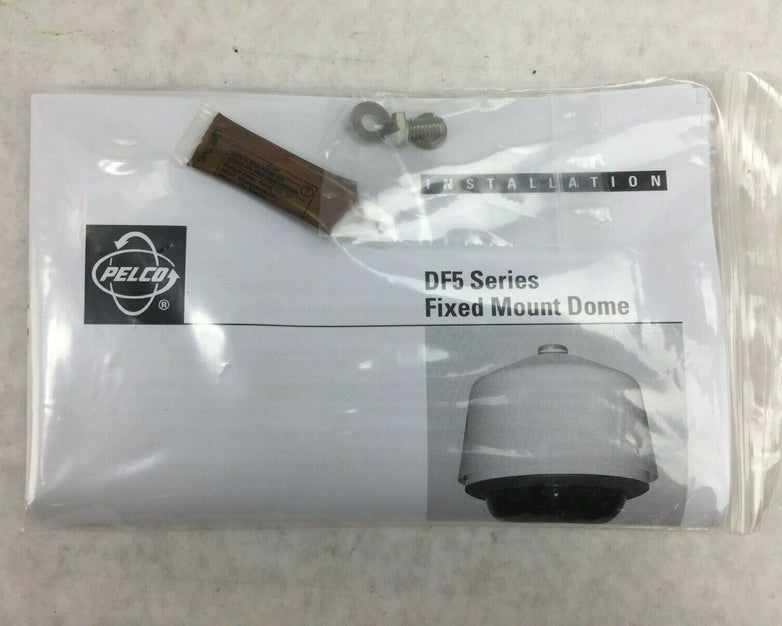 INSTALLATION
PELCO
®
DF5 Series
Fixed Mount Dome